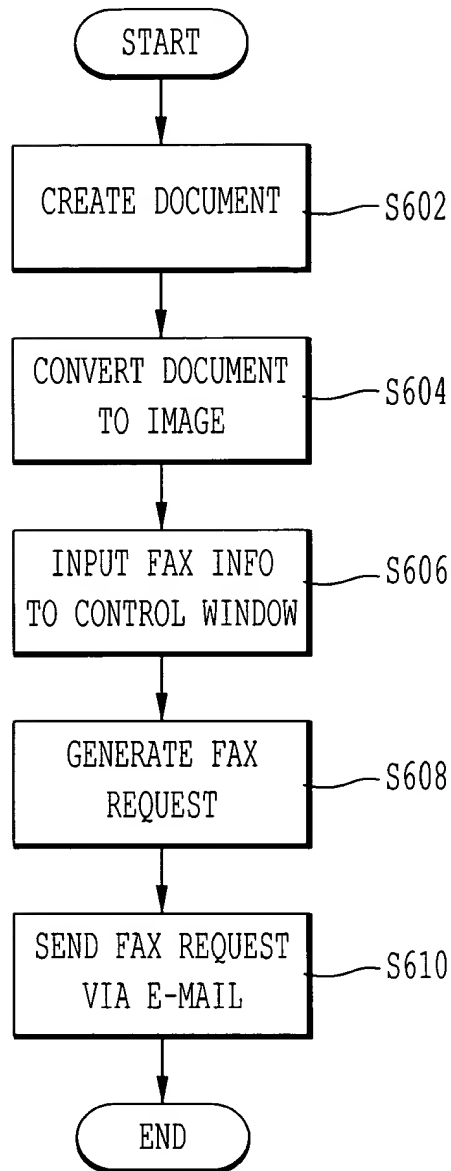 START
CREATE DOCUMENT
S602
CONVERT DOCUMENT
TO IMAGE
S604
INPUT FAX INFO
TO CONTROL WINDOW
S606
GENERATE FAX
REQUEST
S608
SEND FAX REQUEST
VIA E-MAIL
S610
END